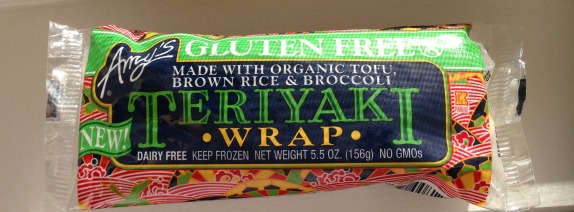 Amy's
GLUTEN FREE
MADE WITH ORGANIC TOFU,
BROWN RICE & BROCCOLI
TERIYAKI
NEW!
• WRAP •
DAIRY FREE KEEP FROZEN NET WEIGHT 5.5 OZ. (156g) NO GMOs
K